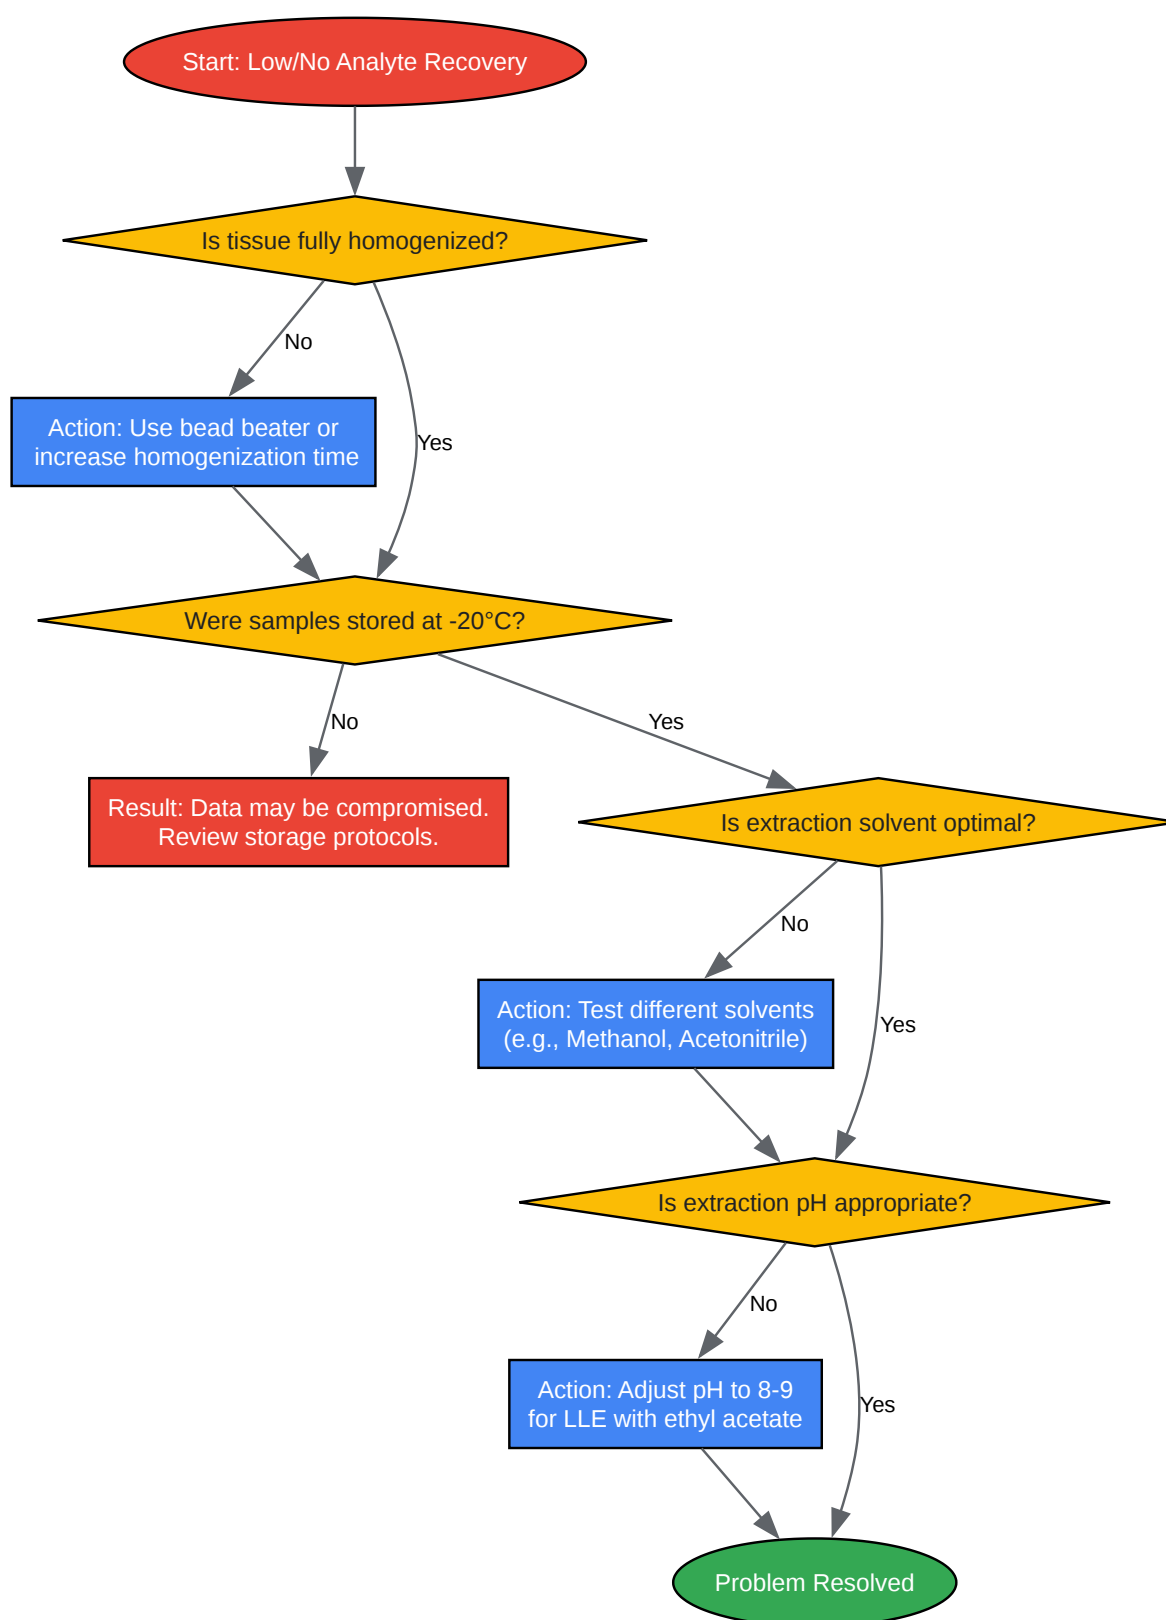 Start: Low/No Analyte Recovery
Is tissue fully homogenized?
No
Action: Use bead beater or
increase homogenization time
Yes
Were samples stored at -20°C?
No
Yes
Result: Data may be compromised.
Review storage protocols.
Is extraction solvent optimal?
No
Action: Test different solvents
(e.g., Methanol, Acetonitrile)
Yes
Is extraction pH appropriate?
No
Action: Adjust pH to 8-9
for LLE with ethyl acetate
Yes
Problem Resolved